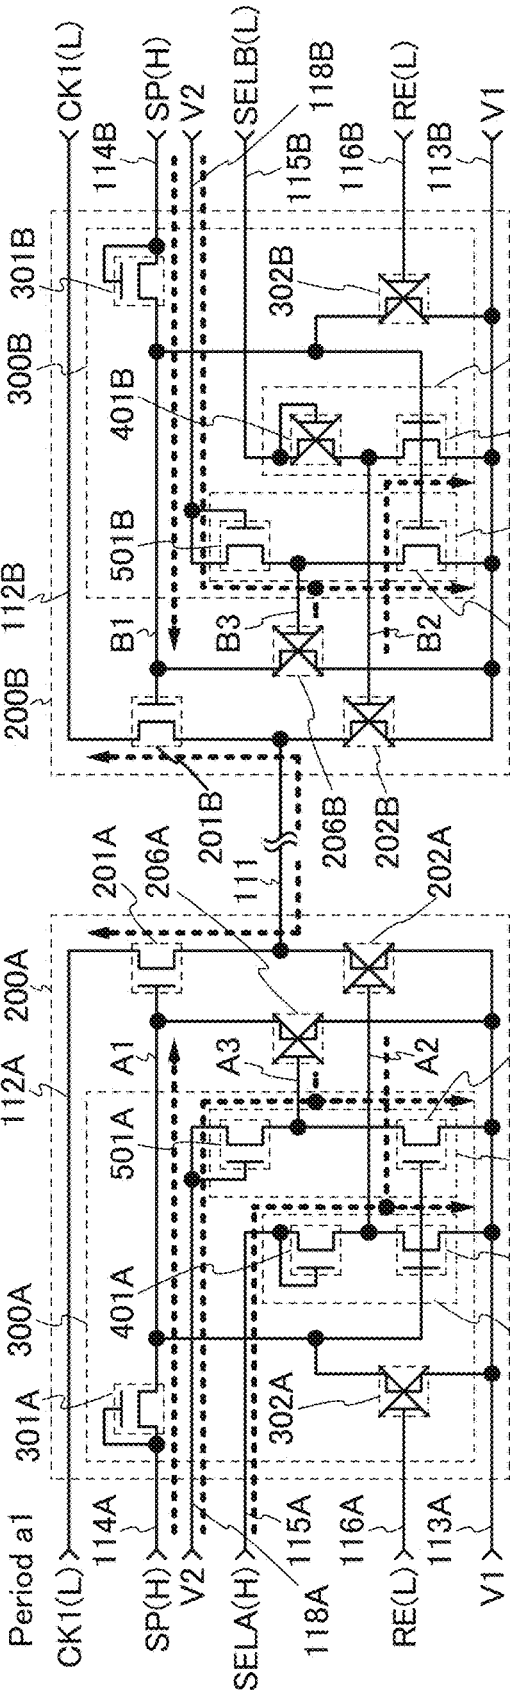 Period a1
CK1(L)
SP(H)
V2
SELA(H)
RE(L)
V1
114A
118A
115A
116A
113A
301A
300A
302A
401A
501A
112A
200A
A1
A3
A2
201A
206A
202A
111
201B
206B
202B
200B
112B
B1
B3
B2
501B
401B
300B
301B
302B
114B
118B
115B
116B
113B
CK1(L)
SP(H)
V2
SELB(L)
RE(L)
V1